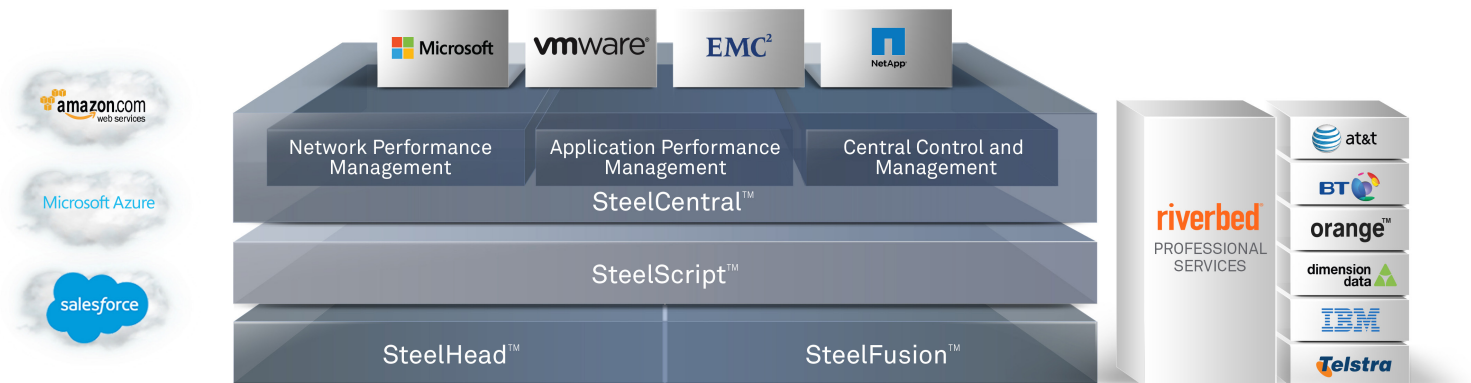 amazon.com
web services
Microsoft Azure
salesforce
Microsoft
vmware®
EMC²
NetApp
Network Performance
Management
Application Performance
Management
Central Control and
Management
SteelCentral™
SteelScript™
SteelHead™
SteelFusion™
riverbed®
PROFESSIONAL
SERVICES
at&t
BT
orange™
dimension
data
IBM
Telstra